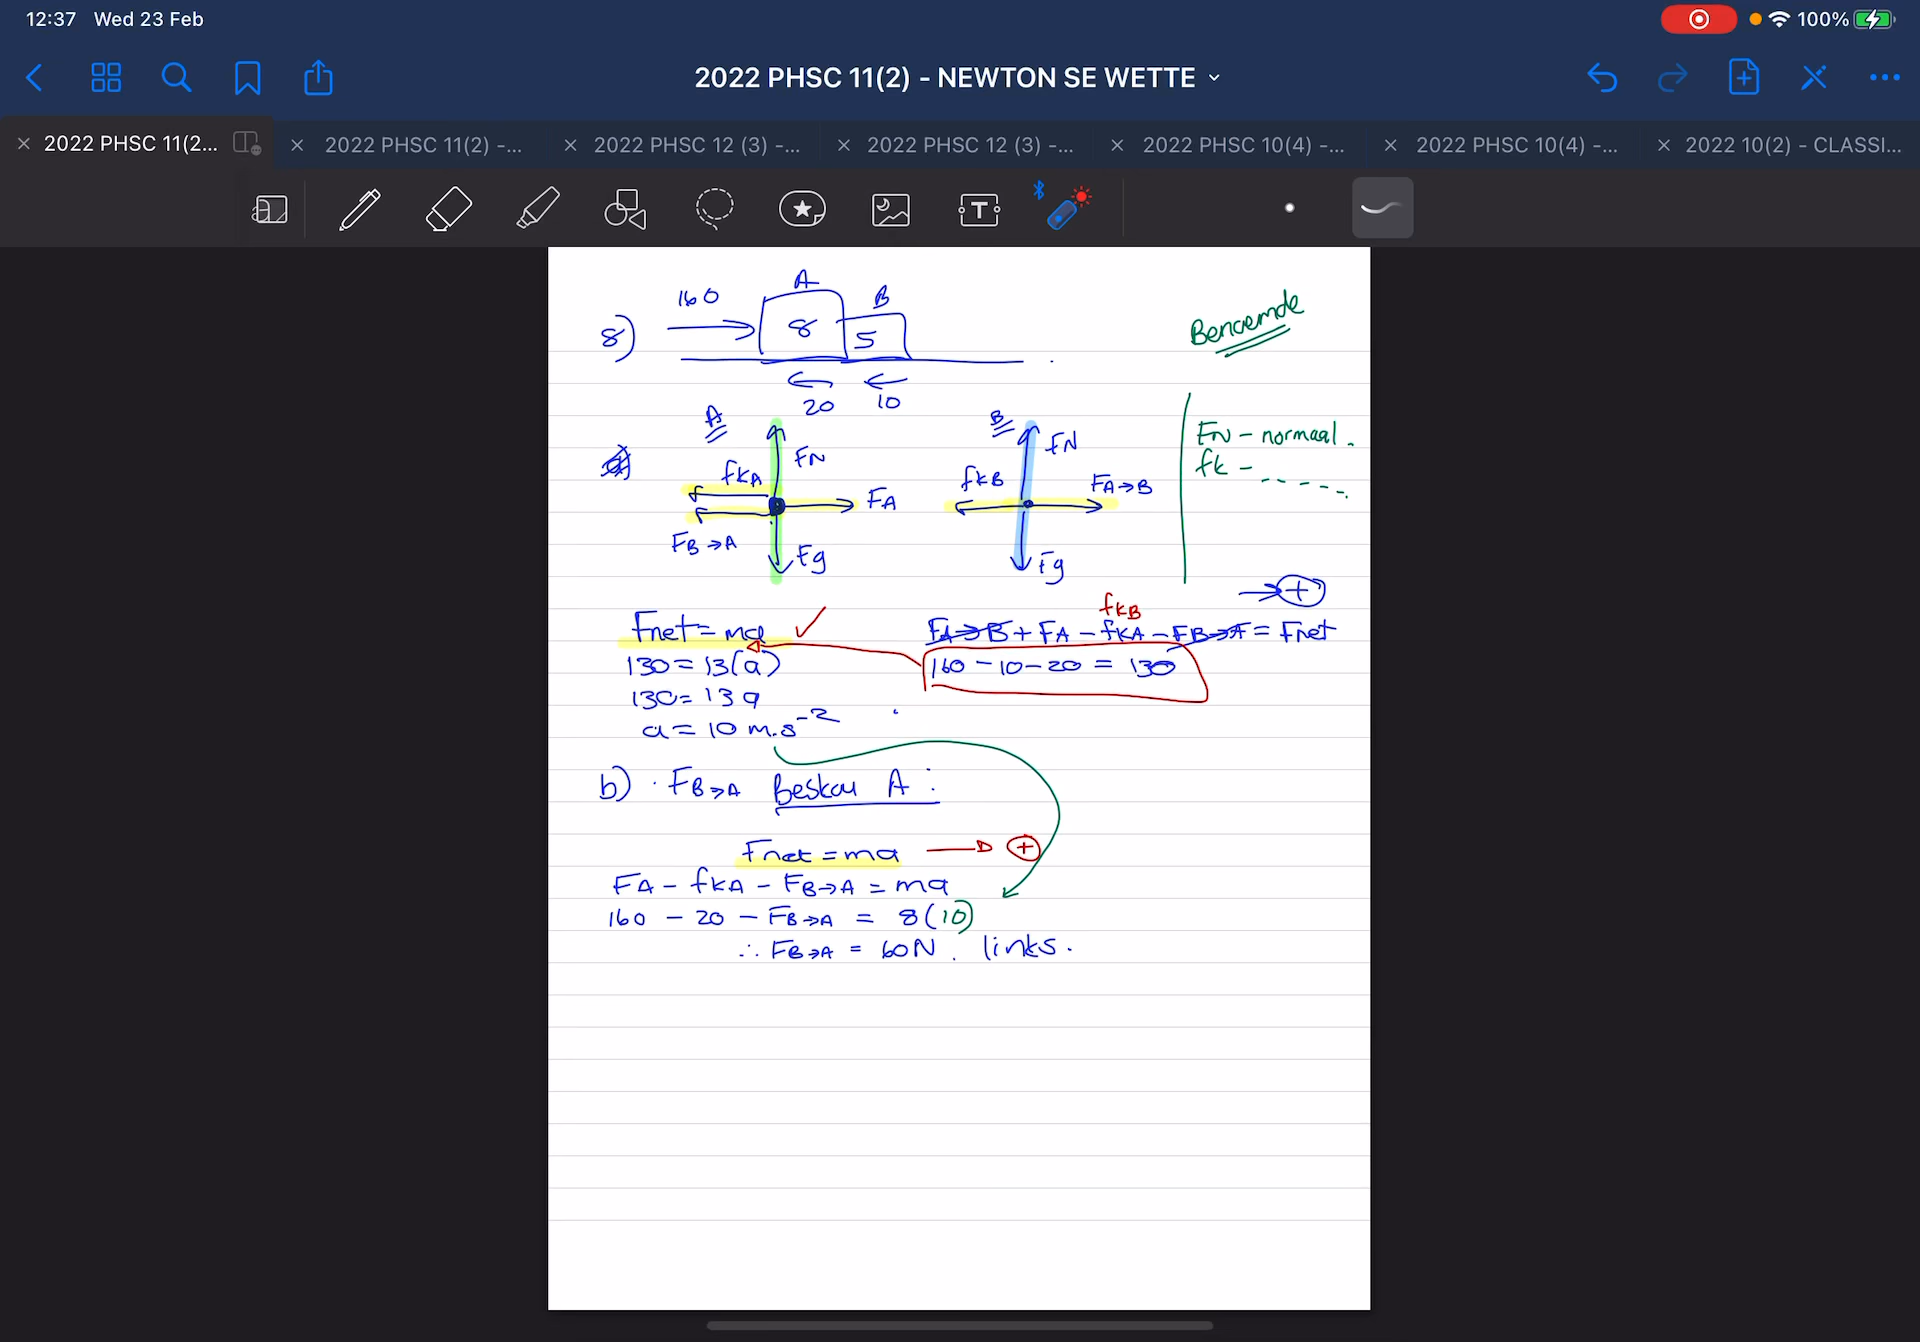 12:37 Wed 23 Feb
100%
2022 PHSC 11(2) - NEWTON SE WETTE
2022 PHSC 11(2...
2022 PHSC 11(2) -...
2022 PHSC 12 (3) -...
2022 PHSC 12 (3) -...
2022 PHSC 10(4) -...
2022 PHSC 10(4) -...
2022 10(2) - CLASSI...
T
160 A B
8) 8 5
Benoemde
20 10
A FN
fkA FA
FB→A Fg
B FN
fkB FA→B
Fg
FN - normaal.
fk - -----.
→ +
fkB
Fnet = ma ✓
FA→B + FA - fkA - FB→A = Fnet
130 = 13(a)
160 - 10 - 20 = 130
130 = 13a
a = 10 m.s⁻²
b) · FB→A Beskou A :
Fnet = ma → +
FA - fkA - FB→A = ma
160 - 20 - FB→A = 8(10)
∴ FB→A = 60N. links.